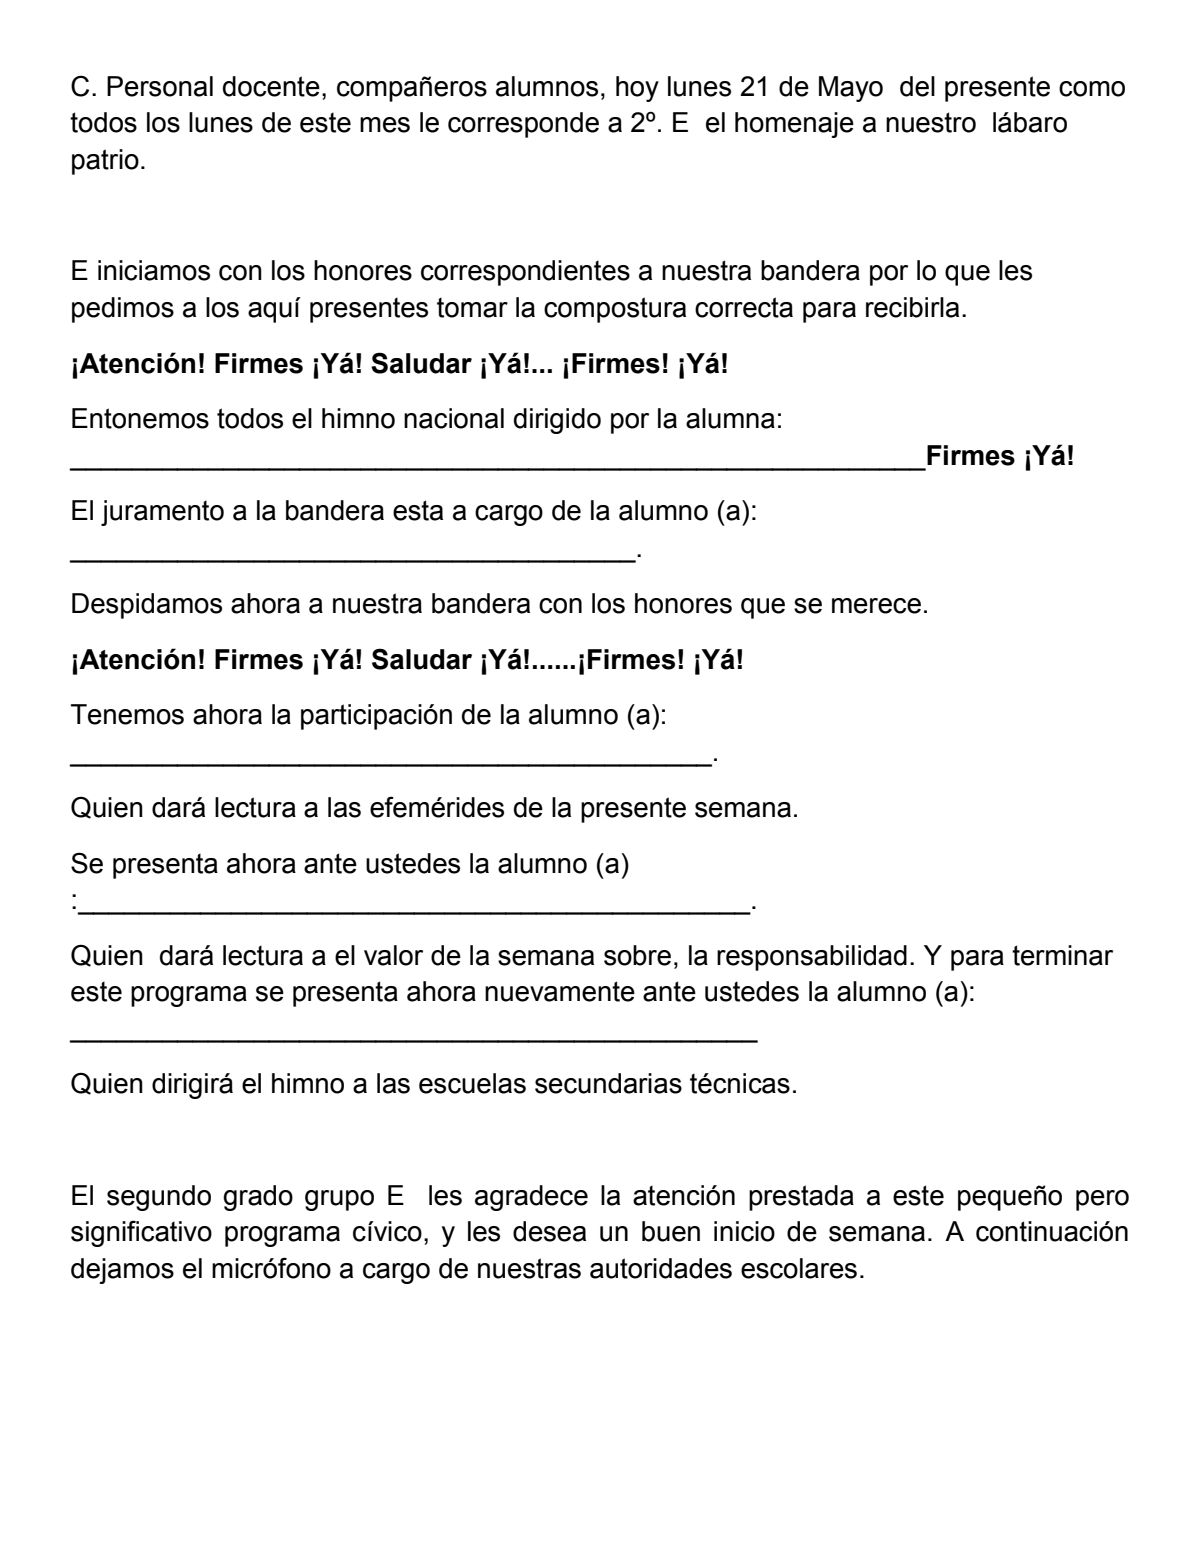 C. Personal docente, compañeros alumnos, hoy lunes 21 de Mayo  del presente como
todos los lunes de este mes le corresponde a 2º. E  el homenaje a nuestro  lábaro
patrio.
E iniciamos con los honores correspondientes a nuestra bandera por lo que les
pedimos a los aquí presentes tomar la compostura correcta para recibirla.
¡Atención! Firmes ¡Yá! Saludar ¡Yá!... ¡Firmes! ¡Yá!
Entonemos todos el himno nacional dirigido por la alumna:
________________________________________________________Firmes ¡Yá!
El juramento a la bandera esta a cargo de la alumno (a):
_____________________________________.
Despidamos ahora a nuestra bandera con los honores que se merece.
¡Atención! Firmes ¡Yá! Saludar ¡Yá!......¡Firmes! ¡Yá!
Tenemos ahora la participación de la alumno (a):
__________________________________________.
Quien dará lectura a las efemérides de la presente semana.
Se presenta ahora ante ustedes la alumno (a)
:____________________________________________.
Quien  dará lectura a el valor de la semana sobre, la responsabilidad. Y para terminar
este programa se presenta ahora nuevamente ante ustedes la alumno (a):
_____________________________________________
Quien dirigirá el himno a las escuelas secundarias técnicas.
El segundo grado grupo E  les agradece la atención prestada a este pequeño pero
significativo programa cívico, y les desea un buen inicio de semana. A continuación
dejamos el micrófono a cargo de nuestras autoridades escolares.